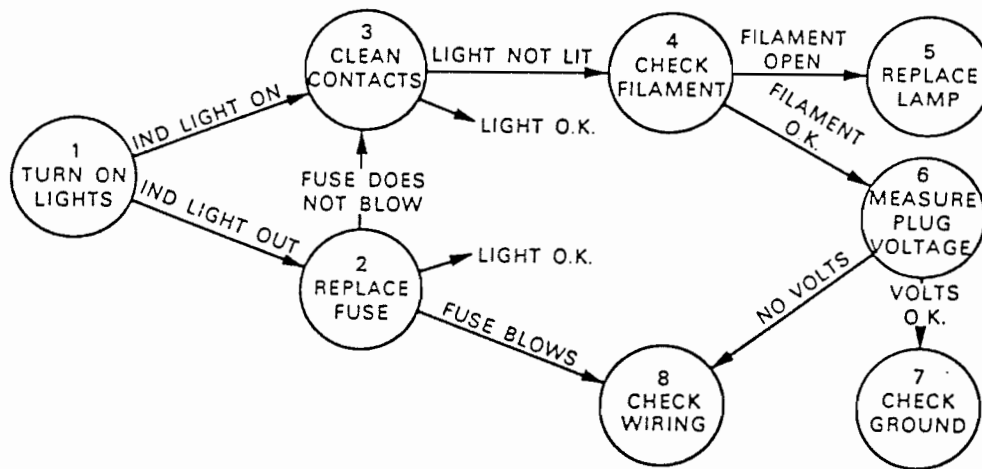 1
TURN ON
LIGHTS
IND LIGHT ON
IND LIGHT OUT
3
CLEAN
CONTACTS
LIGHT NOT LIT
LIGHT O.K.
FUSE DOES
NOT BLOW
2
REPLACE
FUSE
LIGHT O.K.
FUSE BLOWS
4
CHECK
FILAMENT
FILAMENT
OPEN
FILAMENT
O.K.
5
REPLACE
LAMP
6
MEASURE
PLUG
VOLTAGE
NO VOLTS
VOLTS
O.K.
8
CHECK
WIRING
7
CHECK
GROUND